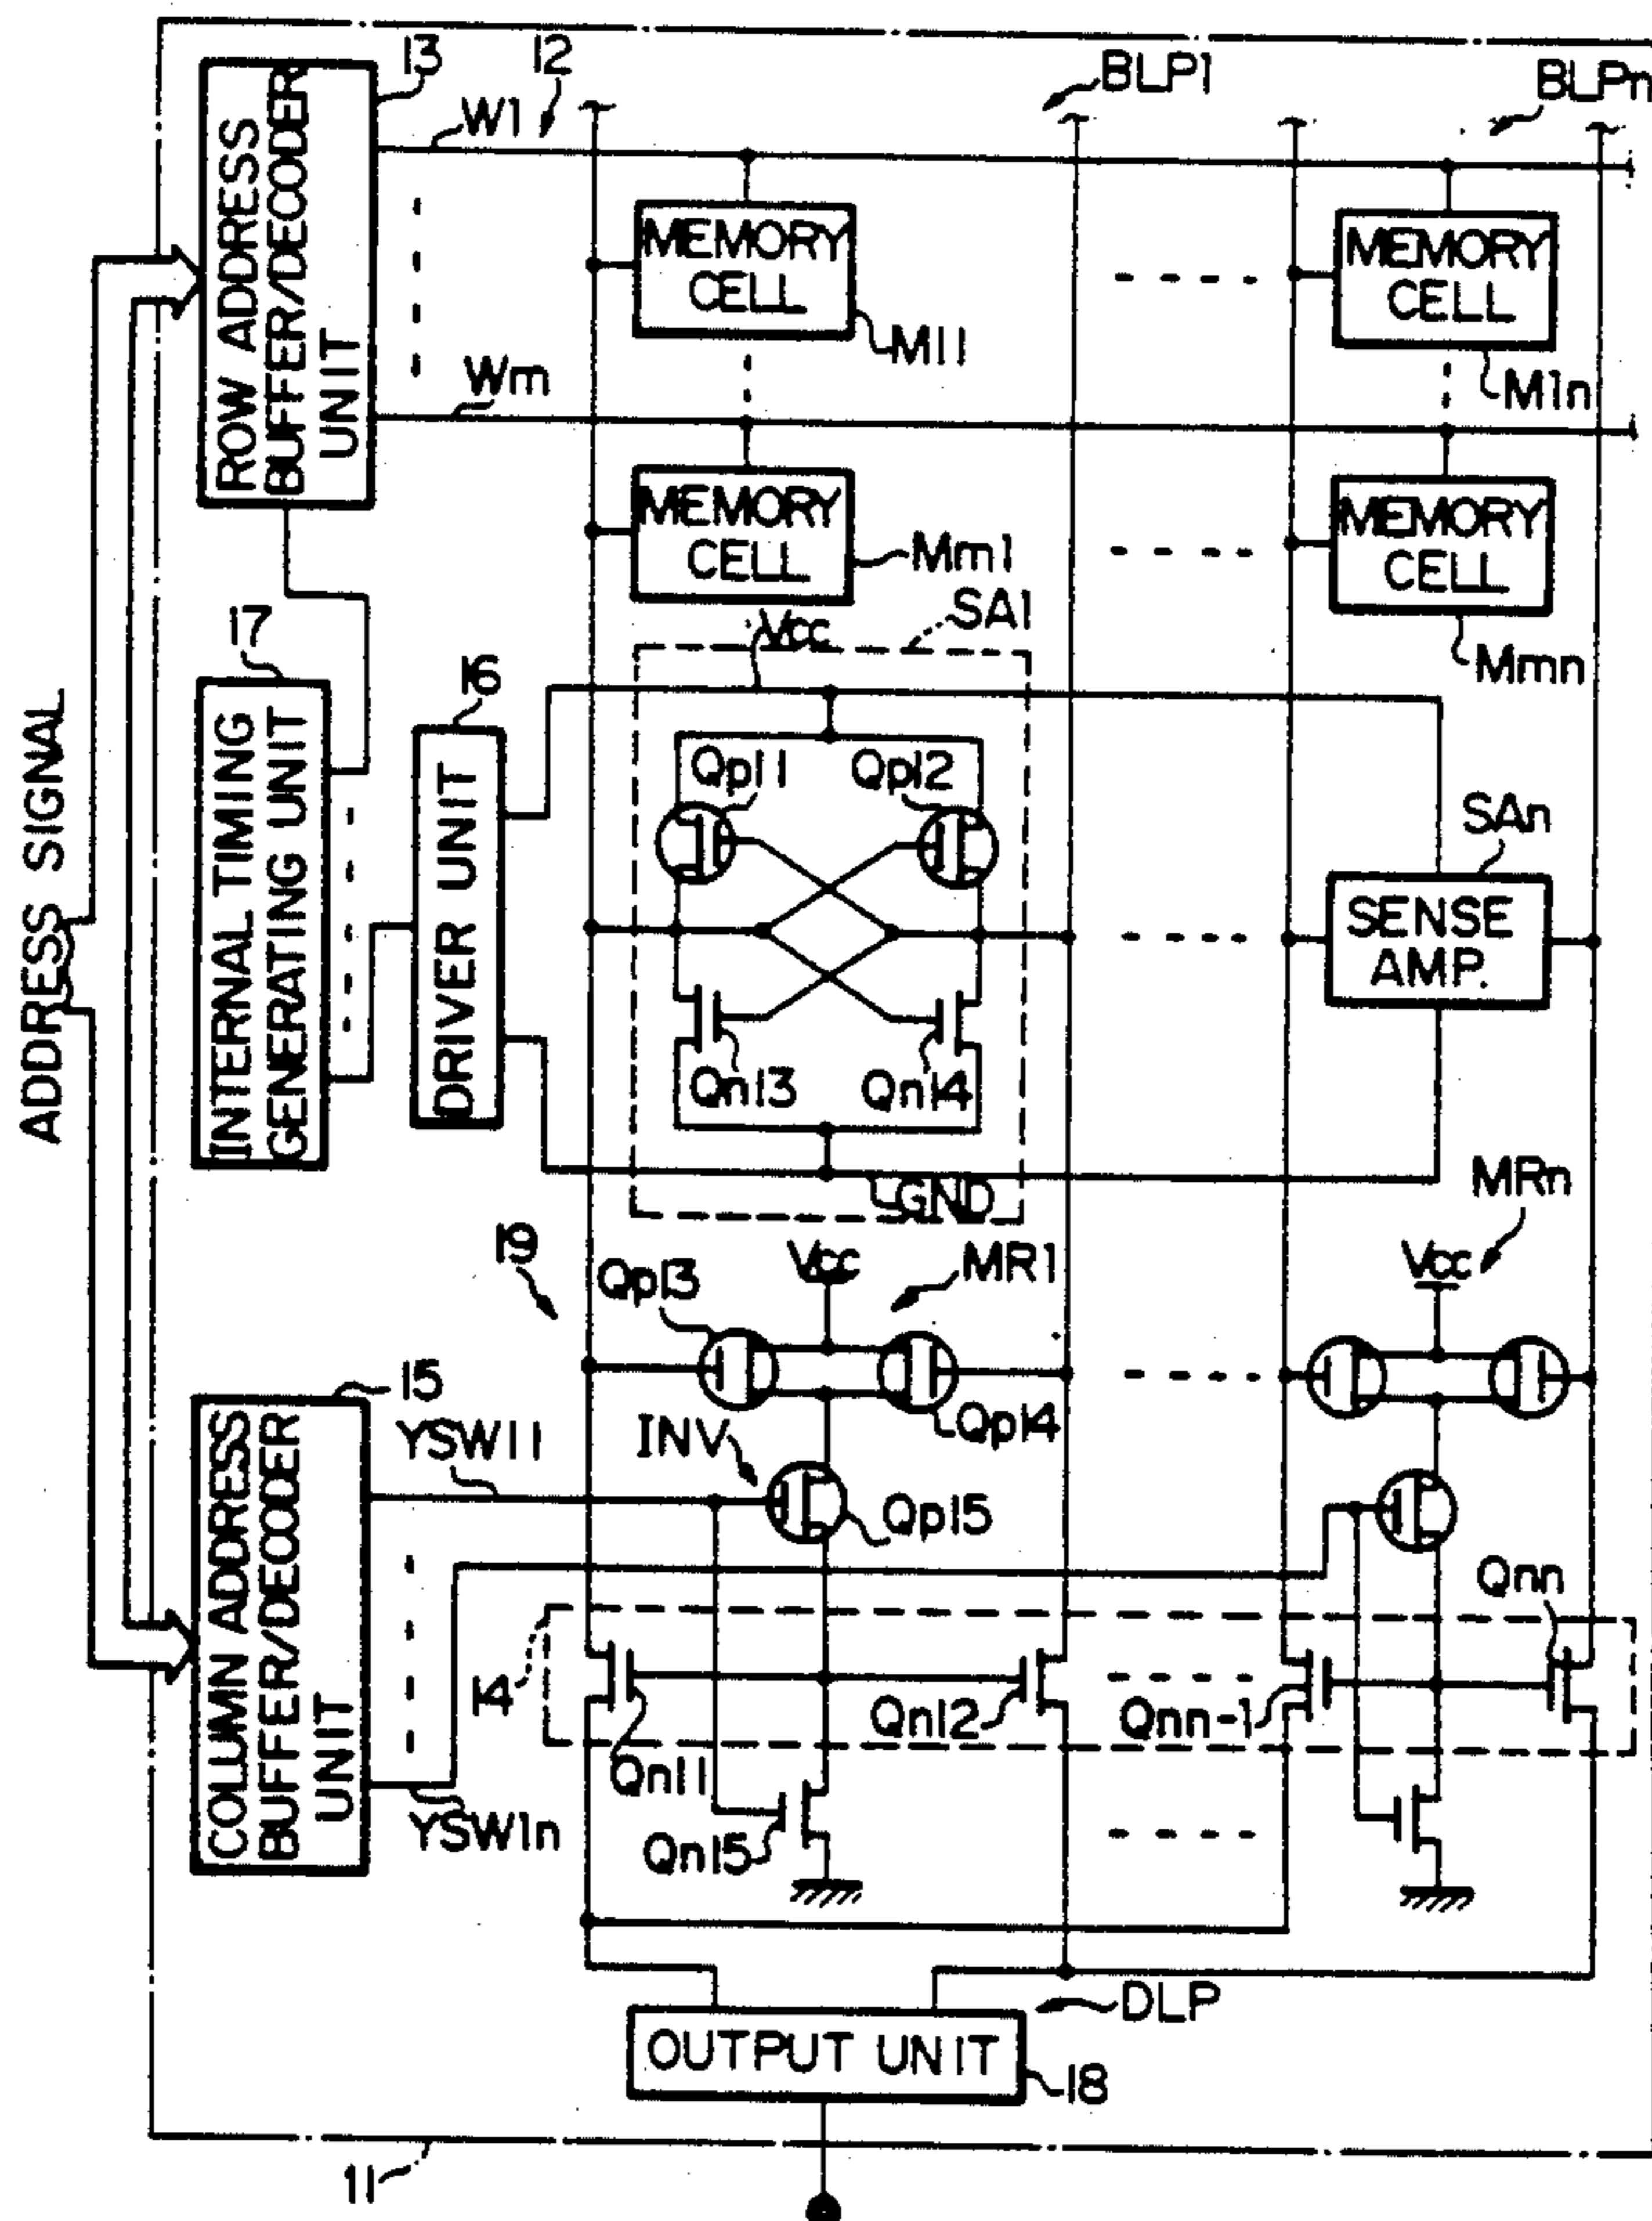 13
12
BLP1
BLPn
W1
ROW ADDRESS
BUFFER/DECODER
UNIT
MEMORY
CELL
M11
MEMORY
CELL
M1n
Wm
MEMORY
CELL
Mm1
MEMORY
CELL
Mmn
ADDRESS SIGNAL
17
INTERNAL TIMING
GENERATING UNIT
16
DRIVER UNIT
Vcc
SA1
Qp11
Qp12
Qn13
Qn14
GND
SAn
SENSE
AMP.
19
Qp13
Vcc
MR1
Vcc
MRn
Qp14
15
COLUMN ADDRESS
BUFFER/DECODER
UNIT
YSW11
INV
Qp15
Qnn
14
Qn11
Qn12
Qnn-1
YSW1n
Qn15
DLP
OUTPUT UNIT
18
11